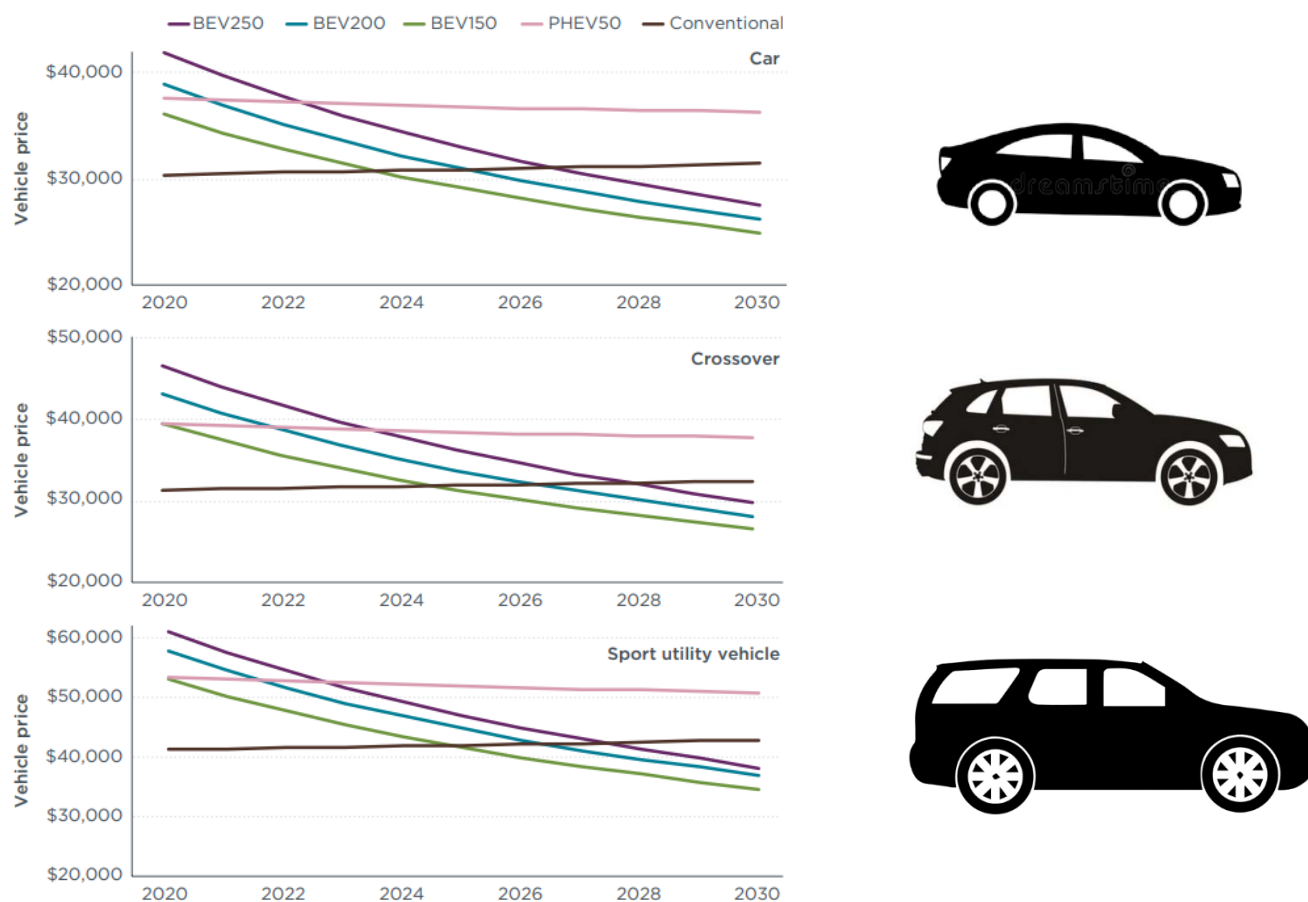 BEV250 BEV200 BEV150 PHEV50 Conventional
Car
Vehicle price
$40,000
$30,000
$20,000
2020 2022 2024 2026 2028 2030
dreamstime
Crossover
Vehicle price
$50,000
$40,000
$30,000
$20,000
2020 2022 2024 2026 2028 2030
Sport utility vehicle
Vehicle price
$60,000
$50,000
$40,000
$30,000
$20,000
2020 2022 2024 2026 2028 2030